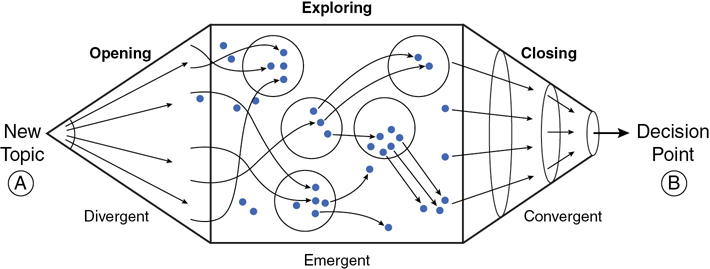 Exploring
Opening
Closing
New
Topic
A
Decision
Point
B
Divergent
Convergent
Emergent